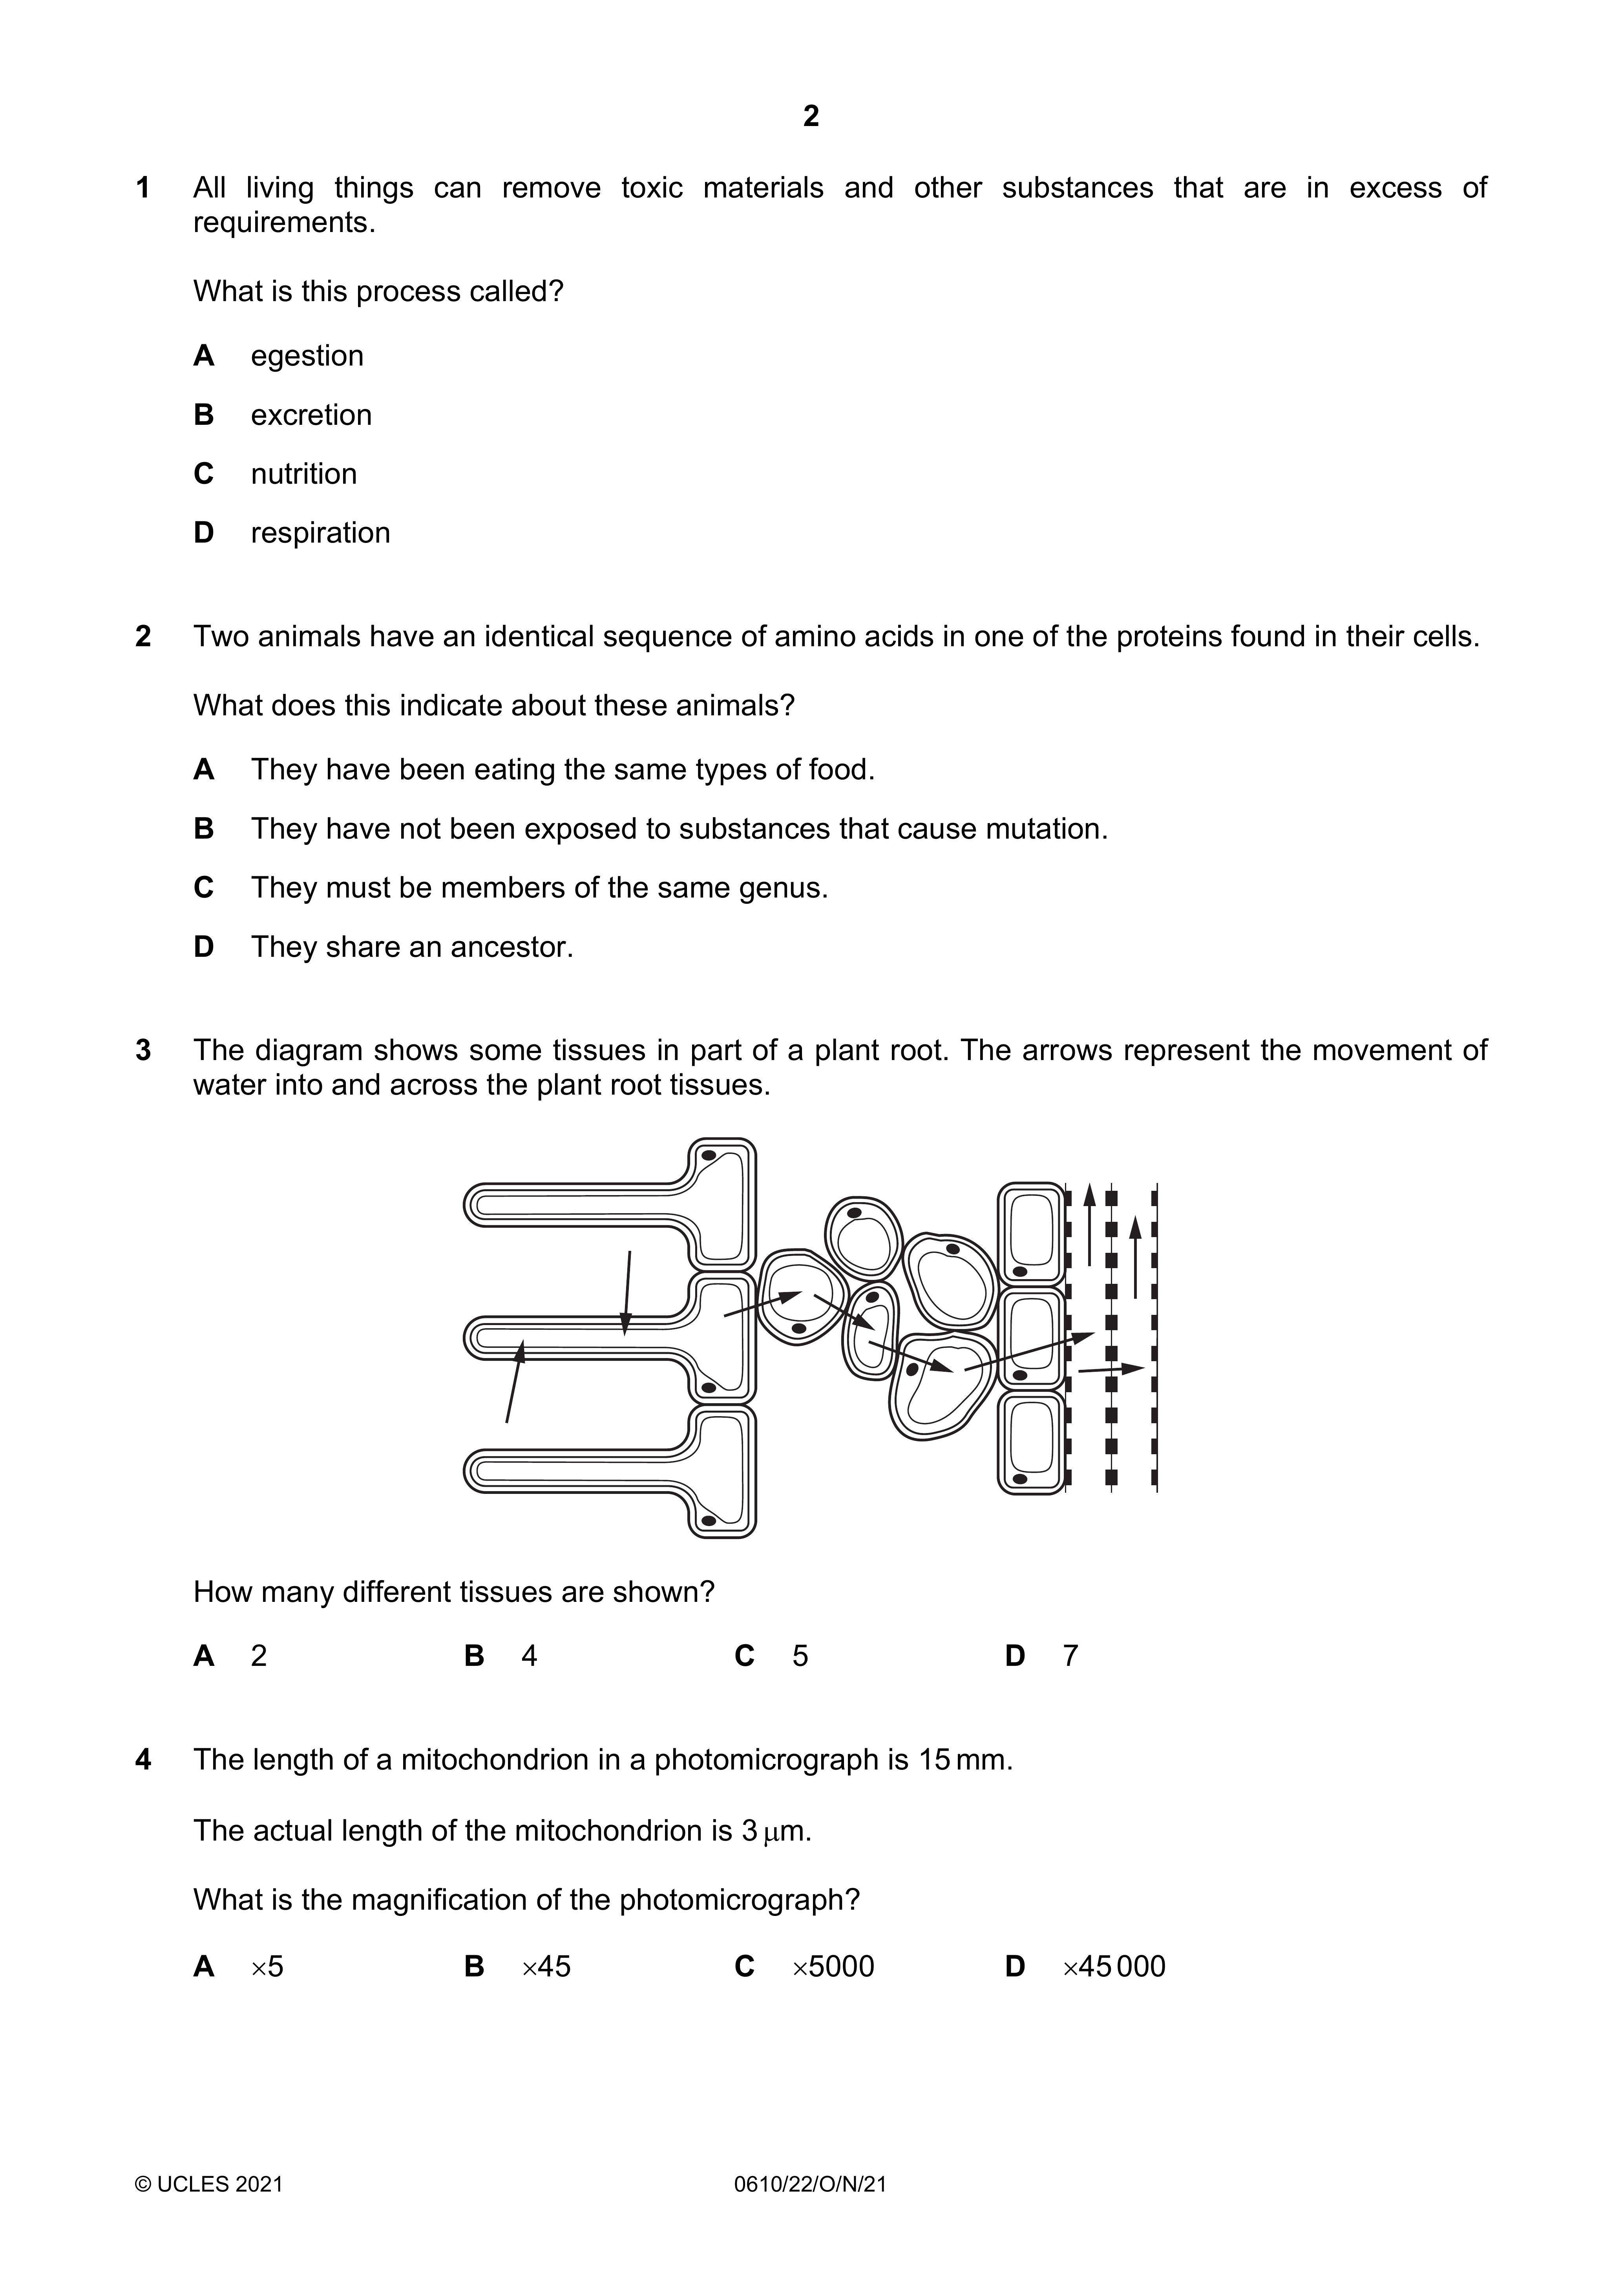 2
1 All living things can remove toxic materials and other substances that are in excess of
requirements.
What is this process called?
A egestion
B excretion
C nutrition
D respiration
2 Two animals have an identical sequence of amino acids in one of the proteins found in their cells.
What does this indicate about these animals?
A They have been eating the same types of food.
B They have not been exposed to substances that cause mutation.
C They must be members of the same genus.
D They share an ancestor.
3 The diagram shows some tissues in part of a plant root. The arrows represent the movement of
water into and across the plant root tissues.
How many different tissues are shown?
A 2 B 4 C 5 D 7
4 The length of a mitochondrion in a photomicrograph is 15 mm.
The actual length of the mitochondrion is 3 μm.
What is the magnification of the photomicrograph?
A ×5 B ×45 C ×5000 D ×45 000
© UCLES 2021 0610/22/O/N/21